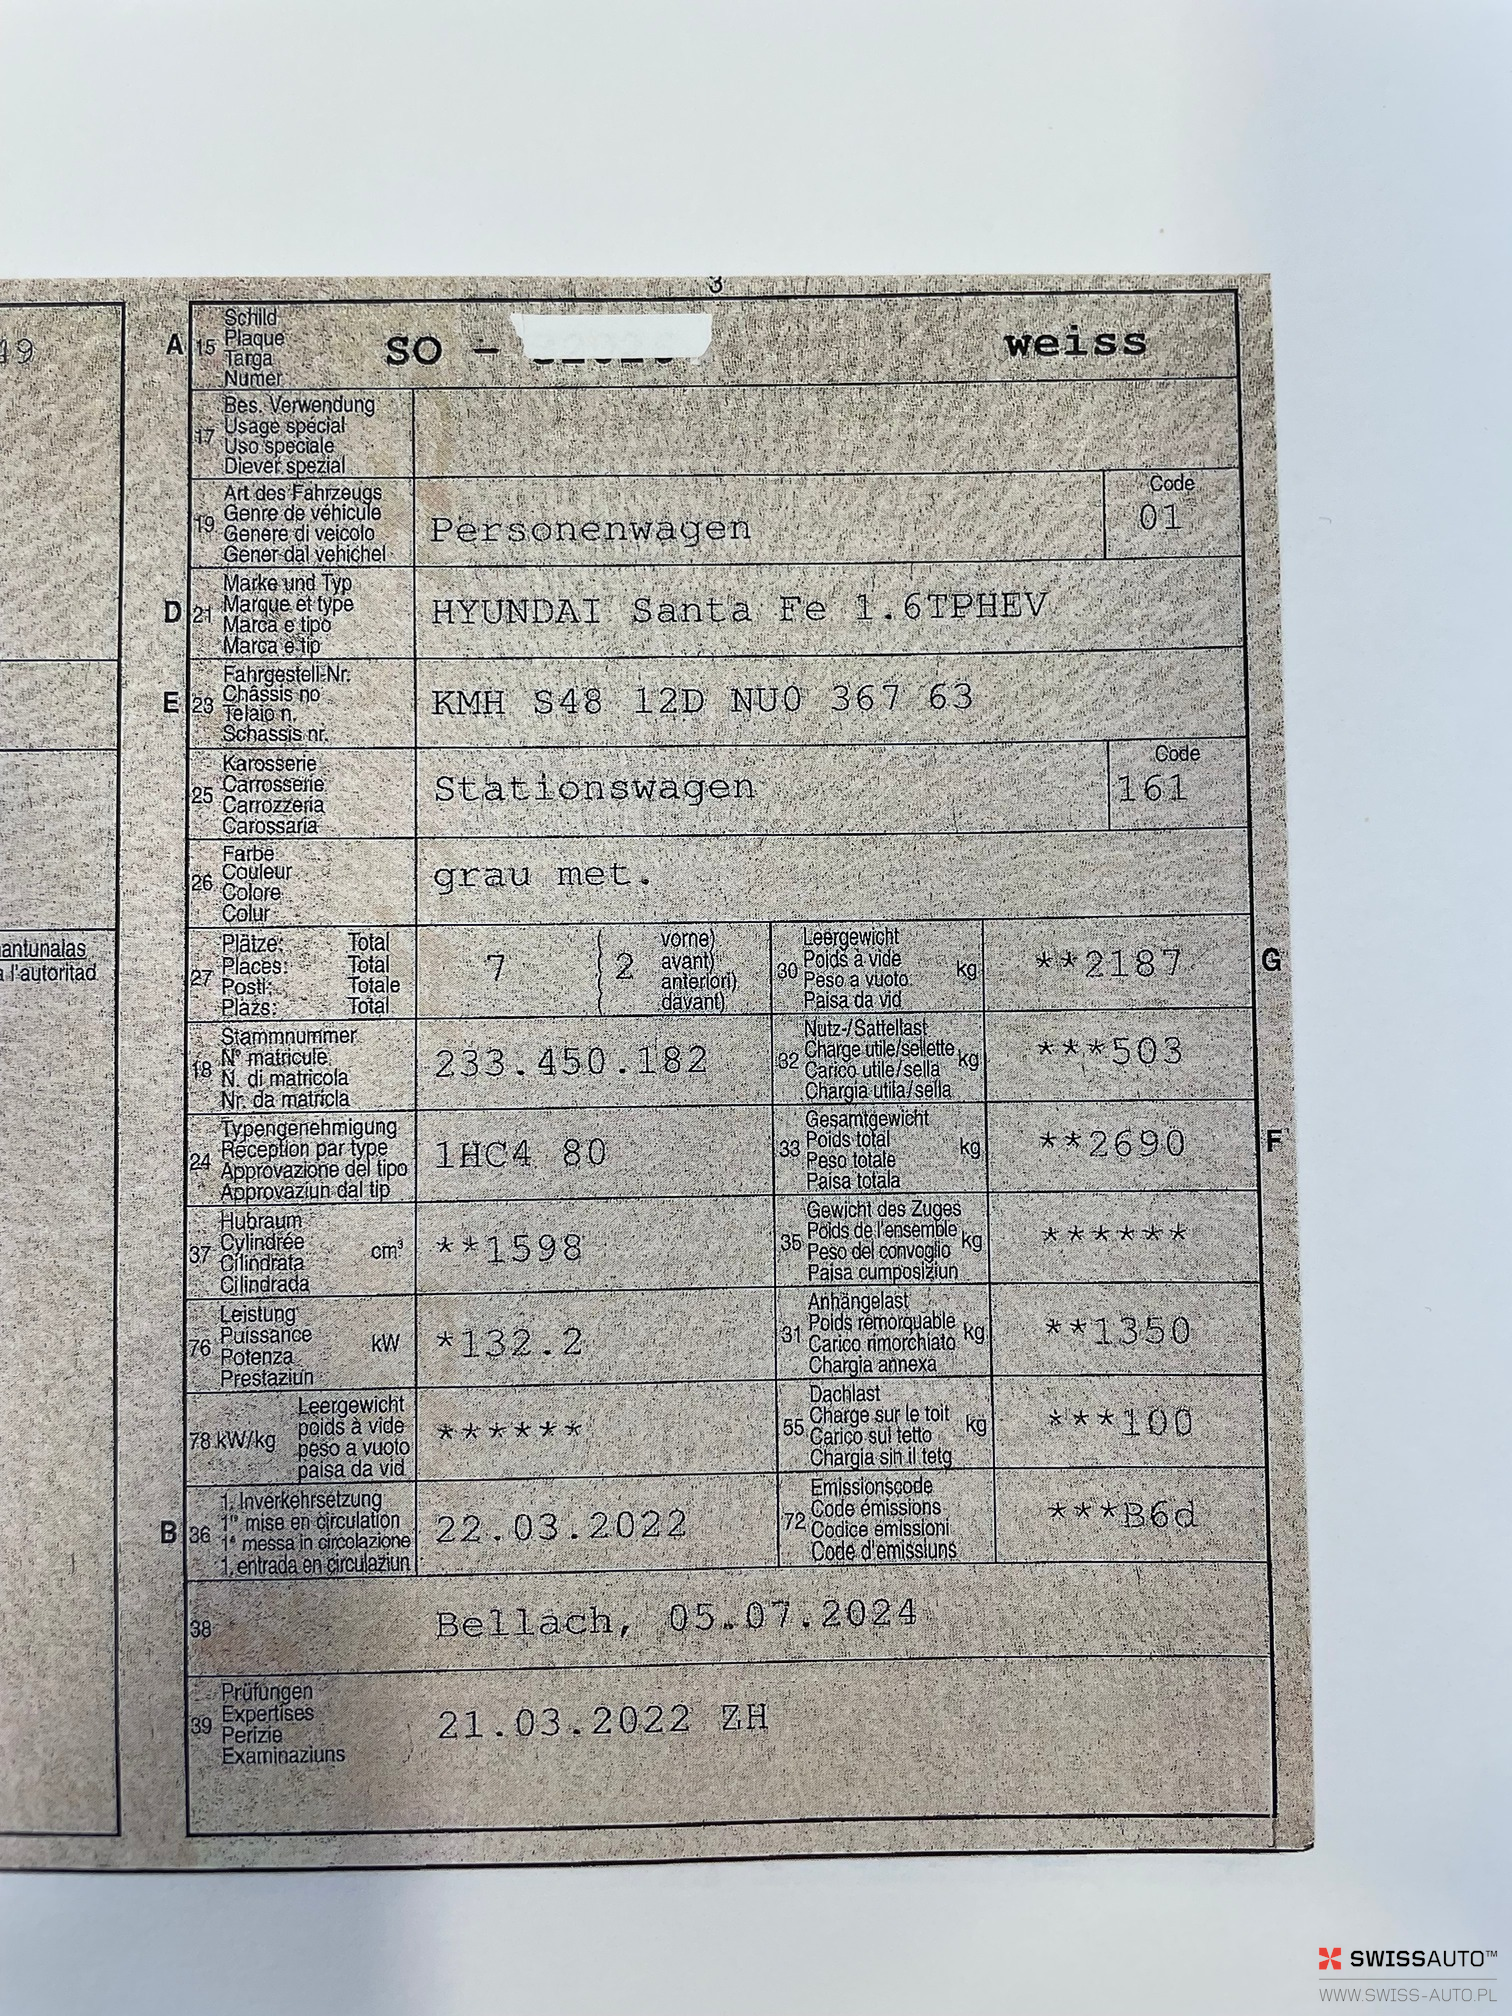 3
A 15 Schild
Plaque
Targa
Numer
SO - weiss
17 Bes. Verwendung
Usage spécial
Uso speciale
Diever spezial
19 Art des Fahrzeugs
Genre de véhicule
Genere di veicolo
Gener dal vehichel
Personenwagen
Code
01
D 21 Marke und Typ
Marque et type
Marca e tipo
Marca e tip
HYUNDAI Santa Fe 1.6TPHEV
E 23 Fahrgestell-Nr.
Châssis no
Telaio n.
Schassis nr.
KMH S48 12D NU0 367 63
25 Karosserie
Carrosserie
Carrozzeria
Carossaria
Stationswagen
Code
161
26 Farbe
Couleur
Colore
Colur
grau met.
antunalas
a l'autoritad
27 Plätze: Total
Places: Total
Posti: Totale
Plazs: Total
7 ( 2 vorne)
( avant)
( anteriori)
( davant)
30 Leergewicht
Poids à vide
Peso a vuoto
Paisa da vid
kg **2187 G
18 Stammnummer
N° matricule
N. di matricola
Nr. da matricla
233.450.182
32 Nutz-/Sattellast
Charge utile/sellette
Carico utile/sella
Chargia utila/sella
kg ***503
24 Typengenehmigung
Réception par type
Approvazione del tipo
Approvaziun dal tip
1HC4 80
33 Gesamtgewicht
Poids total
Peso totale
Paisa totala
kg **2690 F
37 Hubraum
Cylindrée
Cilindrata
Cilindrada
cm³ **1598
35 Gewicht des Zuges
Poids de l'ensemble
Peso del convoglio
Paisa cumposiziun
kg ******
76 Leistung
Puissance
Potenza
Prestaziun
kW *132.2
31 Anhängelast
Poids remorquable
Carico rimorchiato
Chargia annexa
kg **1350
78 kW/kg Leergewicht
poids à vide
peso a vuoto
paisa da vid
******
55 Dachlast
Charge sur le toit
Carico sul tetto
Chargia sin il tetg
kg ***100
B 36 1. Inverkehrsetzung
1re mise en circulation
1a messa in circolazione
1. entrada en circulaziun
22.03.2022
72 Emissionscode
Code émissions
Codice emissioni
Code d'emissiuns
***B6d
38 Bellach, 05.07.2024
39 Prüfungen
Expertises
Perizie
Examinaziuns
21.03.2022 ZH
SWISSAUTO™
WWW.SWISS-AUTO.PL